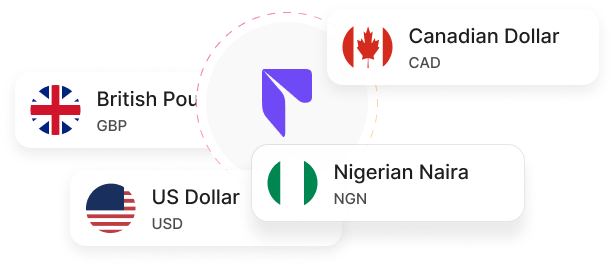 Canadian Dollar
CAD
British Pou
GBP
Nigerian Naira
NGN
US Dollar
USD